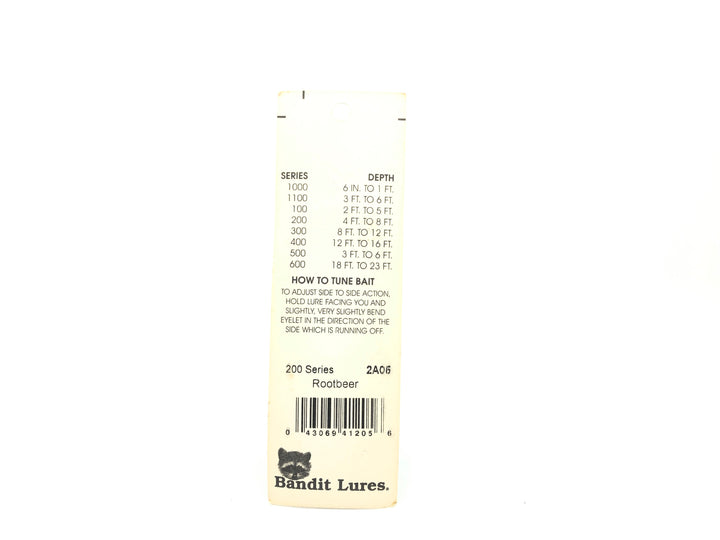 SERIES DEPTH
1000 6 IN. TO 1 FT.
1100 3 FT. TO 6 FT.
100 2 FT. TO 5 FT.
200 4 FT. TO 8 FT.
300 8 FT. TO 12 FT.
400 12 FT. TO 16 FT.
500 3 FT. TO 6 FT.
600 18 FT. TO 23 FT.
HOW TO TUNE BAIT
TO ADJUST SIDE TO SIDE ACTION,
HOLD LURE FACING YOU AND
SLIGHTLY, VERY SLIGHTLY BEND
EYELET IN THE DIRECTION OF THE
SIDE WHICH IS RUNNING OFF.
200 Series 2A06
Rootbeer
0 43069 41205 6
Bandit Lures®